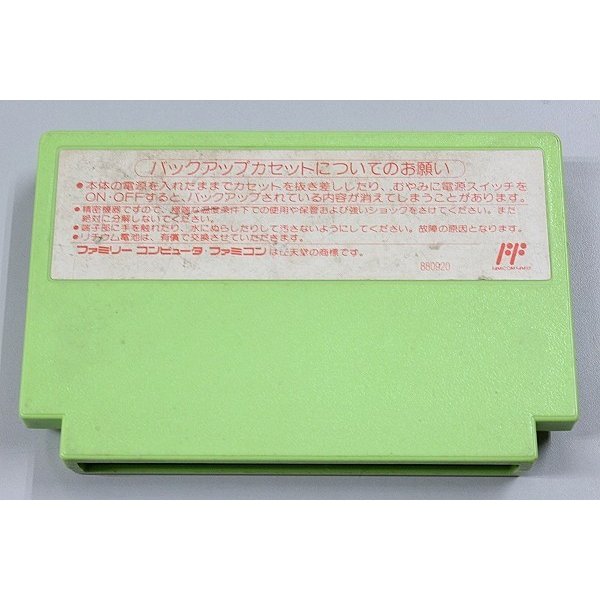 バックアップカセットについてのお願い
●本体の電源を入れたままでカセットを抜き差ししたり、むやみに電源スイッチを
ON・OFFすると、バックアップされている内容が消えてしまうことがあります。
●精密機器ですので、極端な温度条件下での使用や保管および強いショックをさけてください。また
絶対に分解しないでください。
●端子部に手を触れたり、水にぬらしたりして汚さないようにしてください。故障の原因となります。
●リチウム電池は、有償で交換させていただきます。
ファミリーコンピュータ・ファミコンは任天堂の商標です。
880920
FF